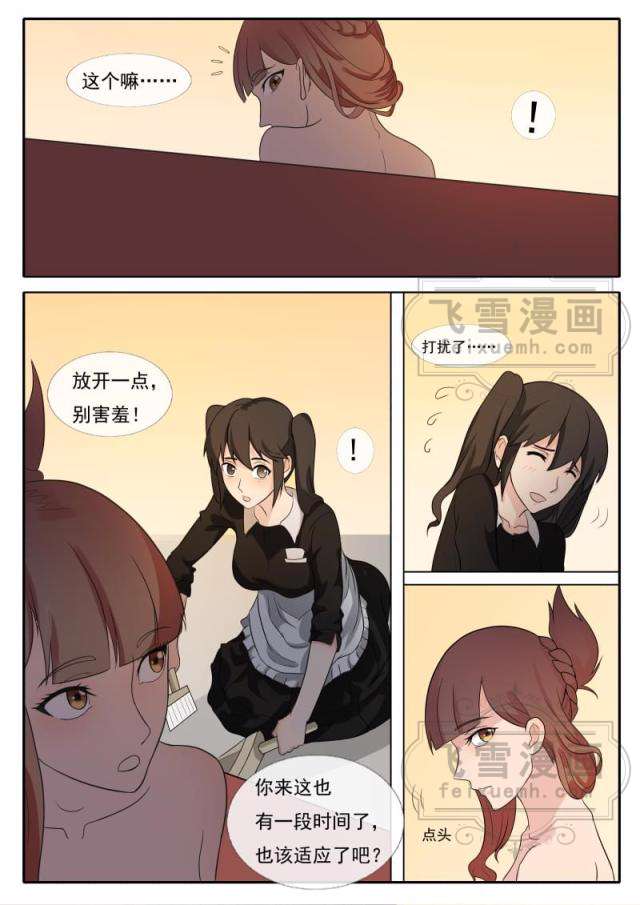 这个嘛……
！
放开一点，
别害羞！
！
飞雪漫画
feixuemh.com
打扰了……
你来这也
有一段时间了，
也该适应了吧？
飞雪漫画
feixuemh.com
点头